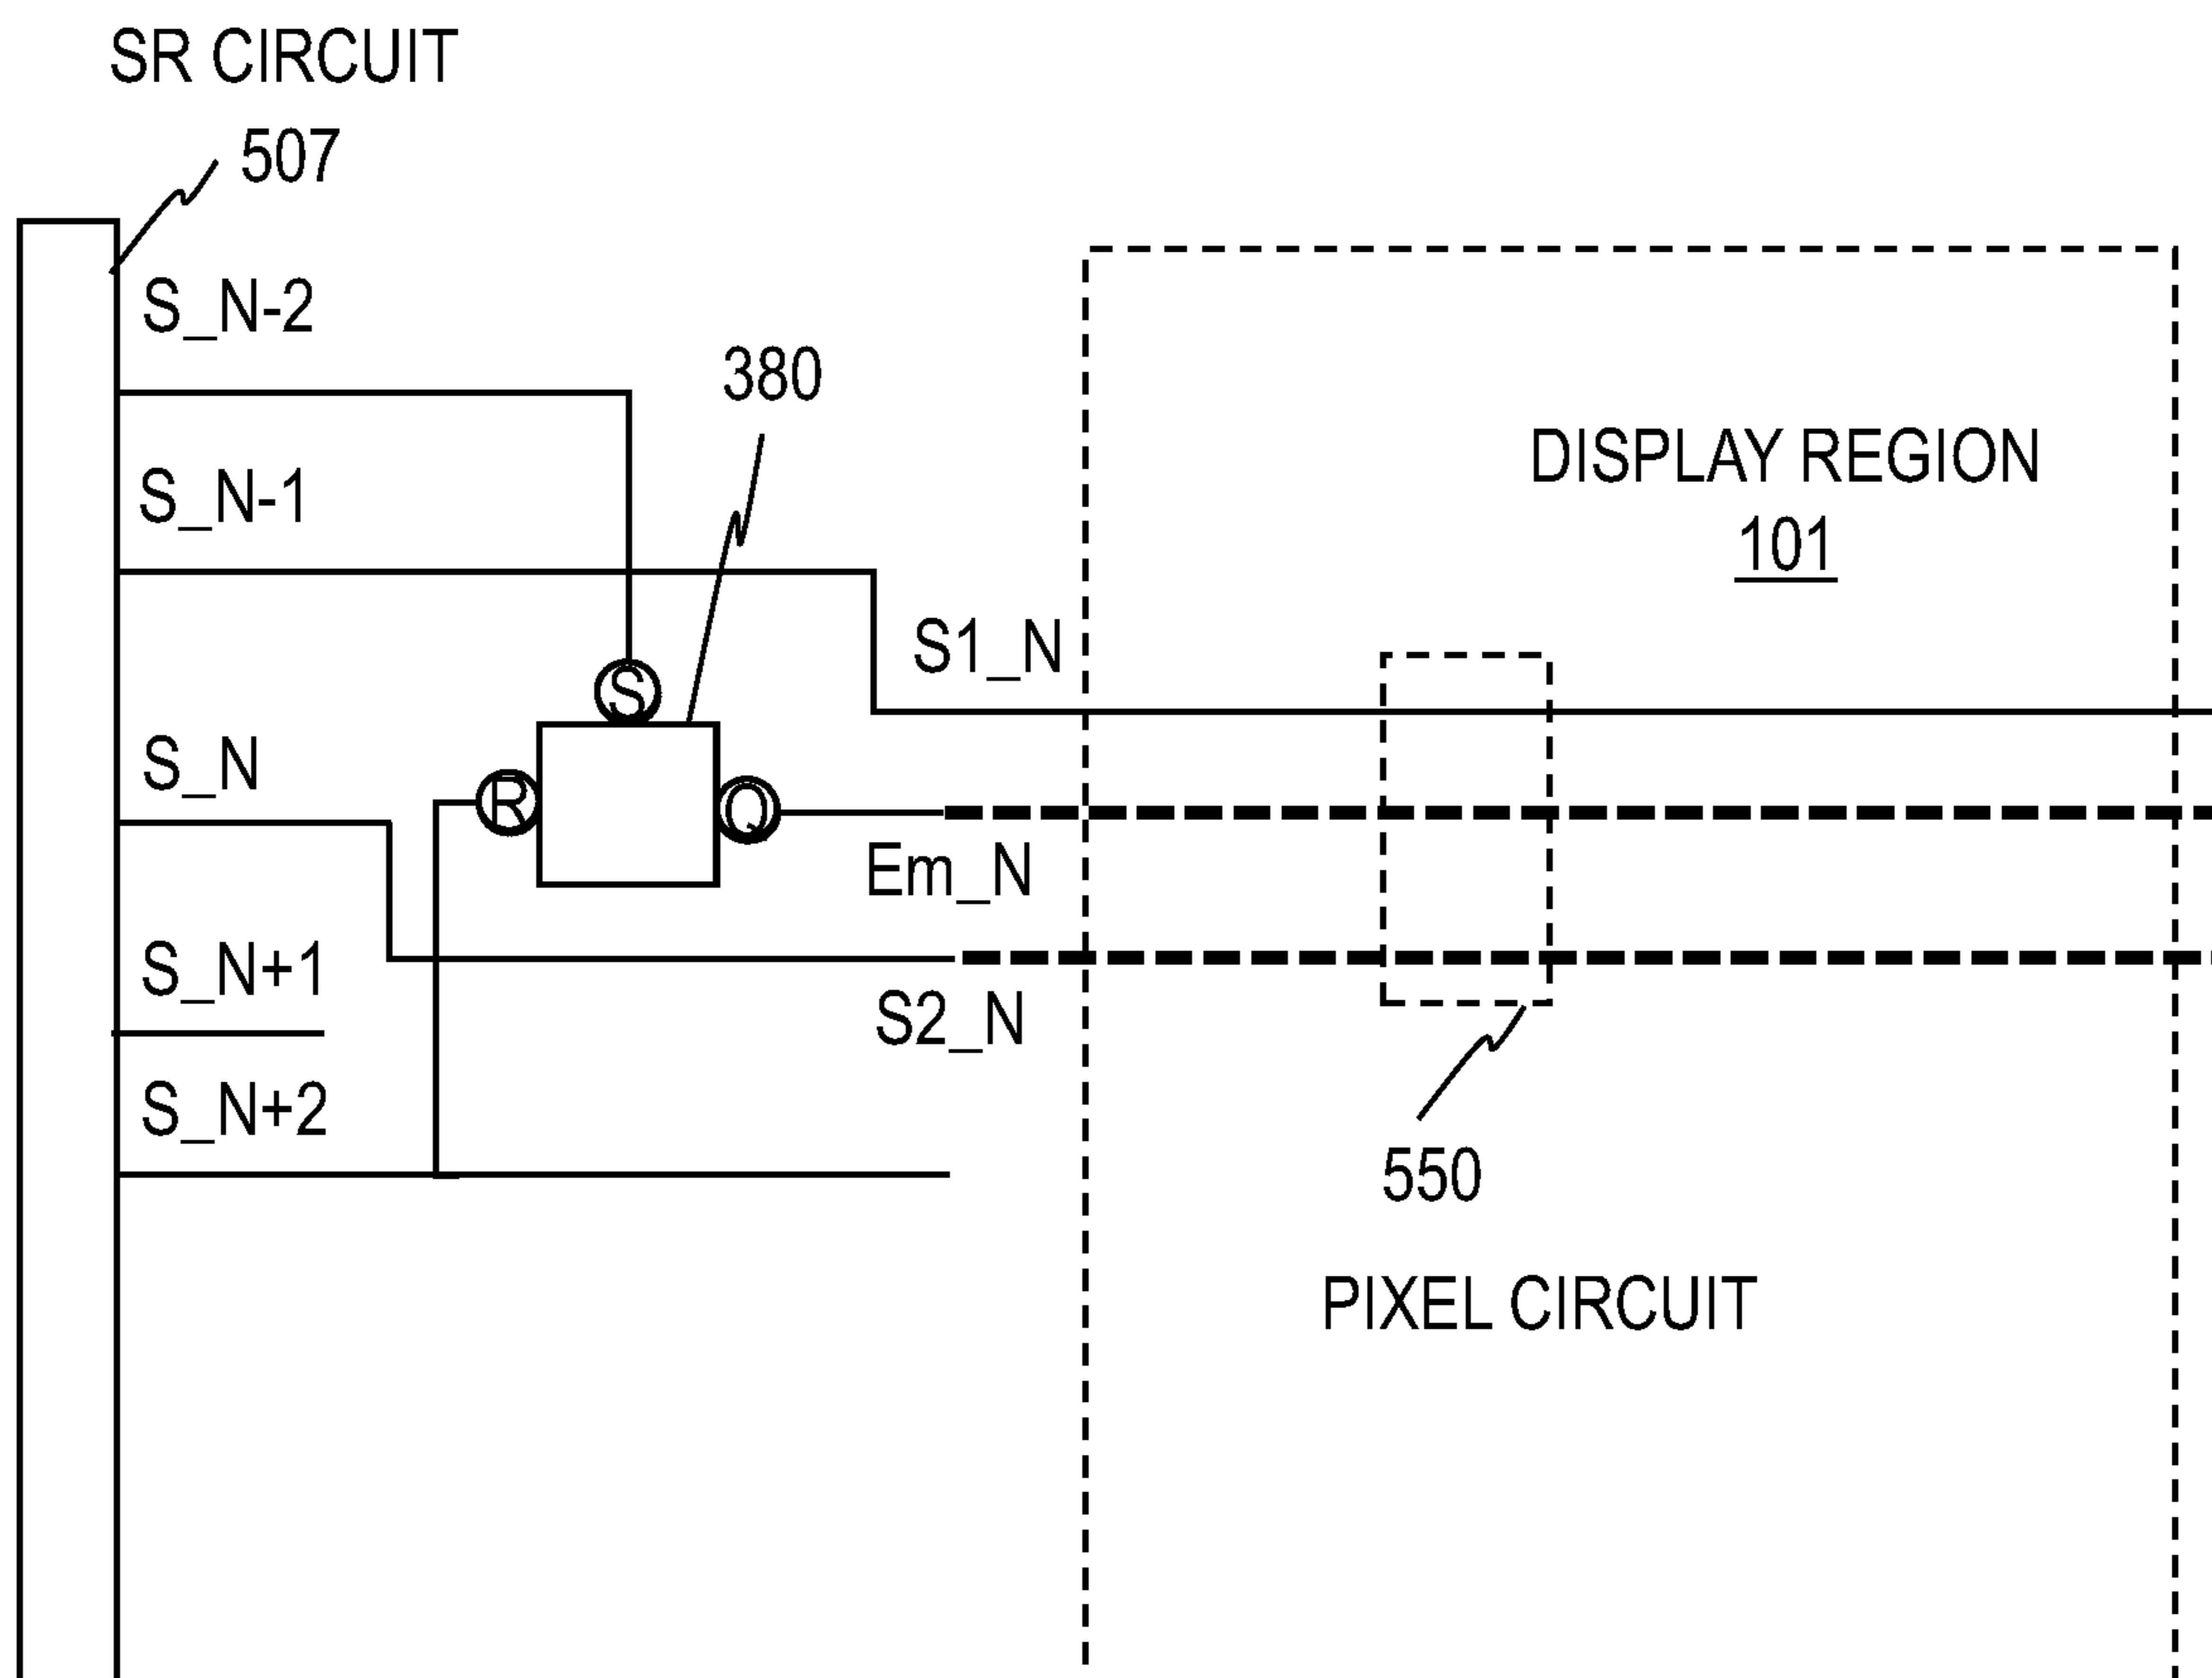 SR CIRCUIT
507
S_N-2
380
DISPLAY REGION
101
S_N-1
S1_N
S
S_N
R
Q
Em_N
S_N+1
S2_N
S_N+2
550
PIXEL CIRCUIT